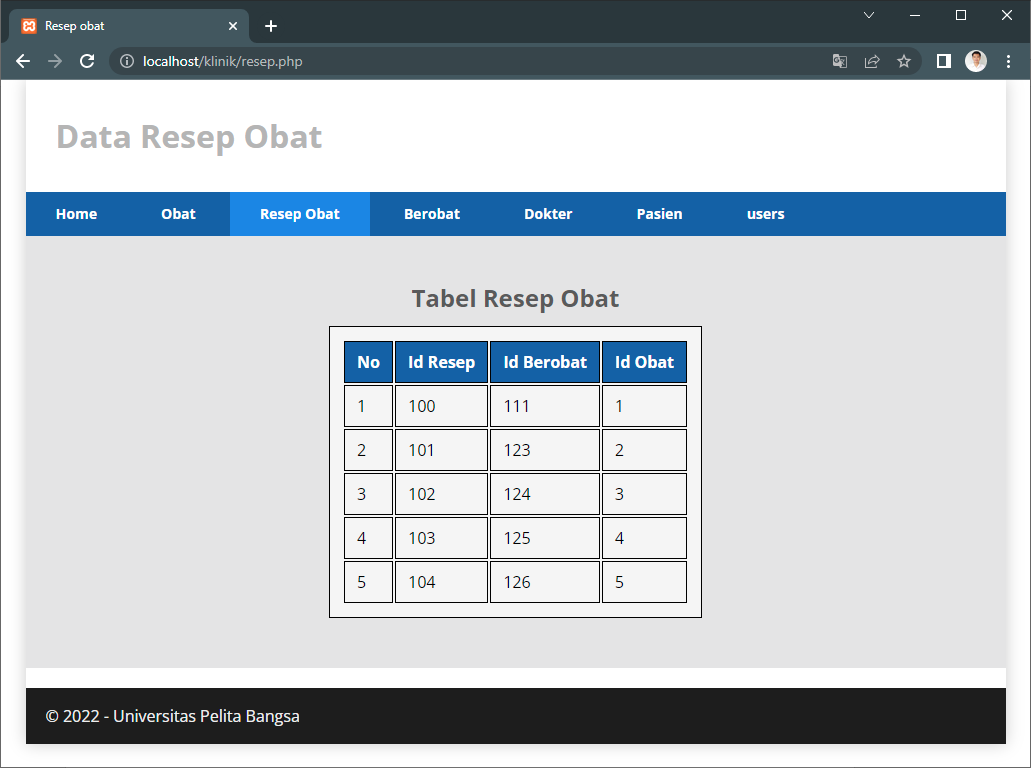 Resep obat
localhost/klinik/resep.php
Data Resep Obat
Home Obat Resep Obat Berobat Dokter Pasien users
Tabel Resep Obat
No Id Resep Id Berobat Id Obat
1 100 111 1
2 101 123 2
3 102 124 3
4 103 125 4
5 104 126 5
© 2022 - Universitas Pelita Bangsa